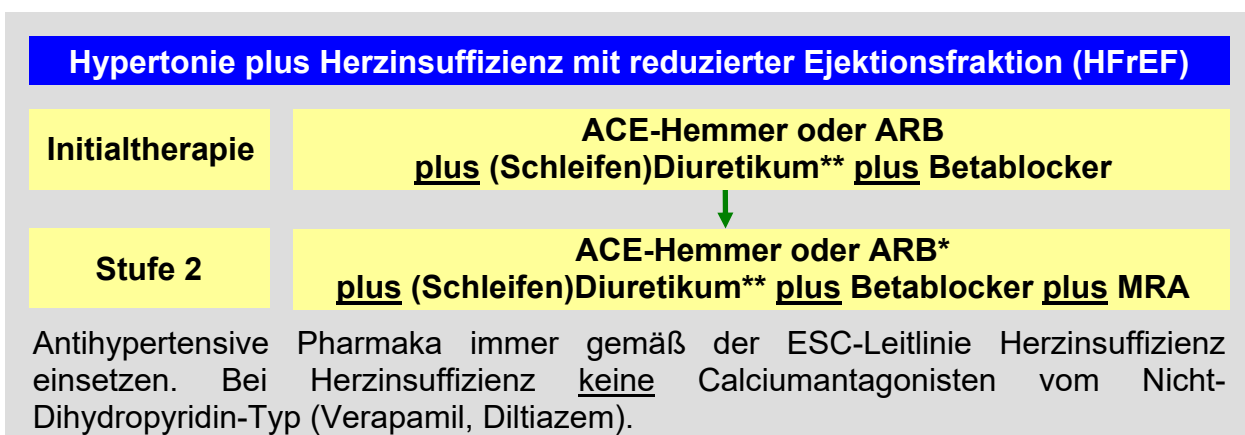 Hypertonie plus Herzinsuffizienz mit reduzierter Ejektionsfraktion (HFrEF)
Initialtherapie
ACE-Hemmer oder ARB
plus (Schleifen)Diuretikum** plus Betablocker
Stufe 2
ACE-Hemmer oder ARB*
plus (Schleifen)Diuretikum** plus Betablocker plus MRA
Antihypertensive Pharmaka immer gemäß der ESC-Leitlinie Herzinsuffizienz
einsetzen. Bei Herzinsuffizienz keine Calciumantagonisten vom Nicht-
Dihydropyridin-Typ (Verapamil, Diltiazem).